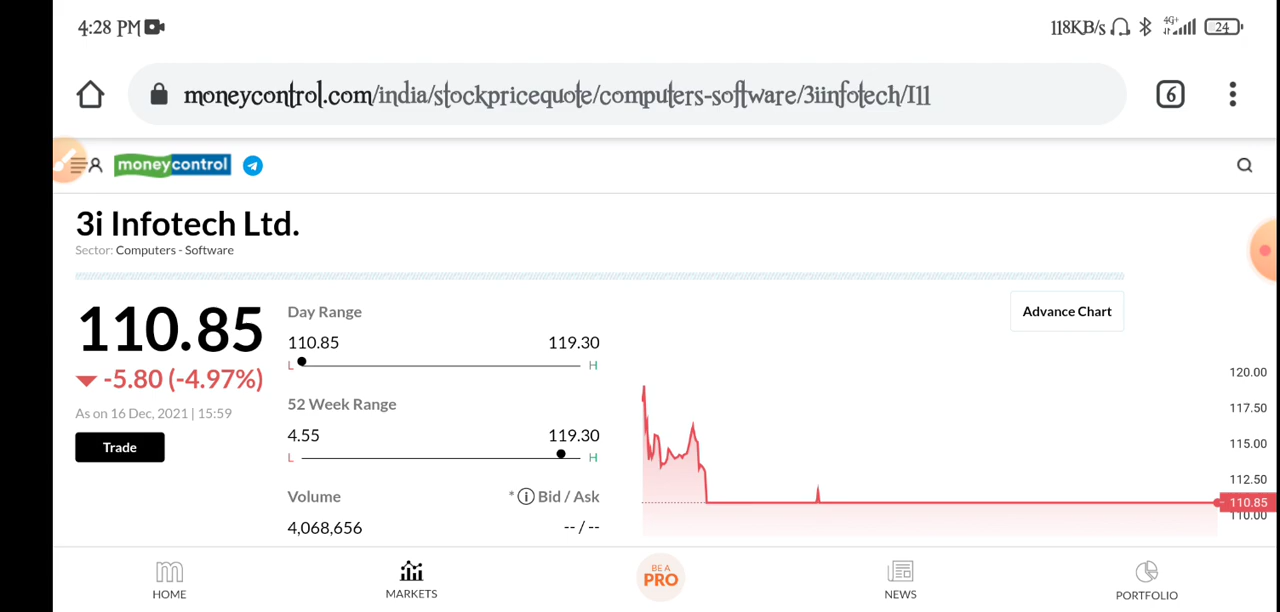 4:28 PM
118KB/s 4G+ 24
moneycontrol.com/india/stockpricequote/computers-software/3iinfotech/I11
6
moneycontrol
3i Infotech Ltd.
Sector: Computers - Software
110.85
-5.80 (-4.97%)
As on 16 Dec, 2021 | 15:59
Trade
Day Range
110.85 119.30
L H
52 Week Range
4.55 119.30
L H
Volume * Bid / Ask
4,068,656 -- / --
Advance Chart
120.00
117.50
115.00
112.50
110.85
110.00
HOME
MARKETS
BE A
PRO
NEWS
PORTFOLIO